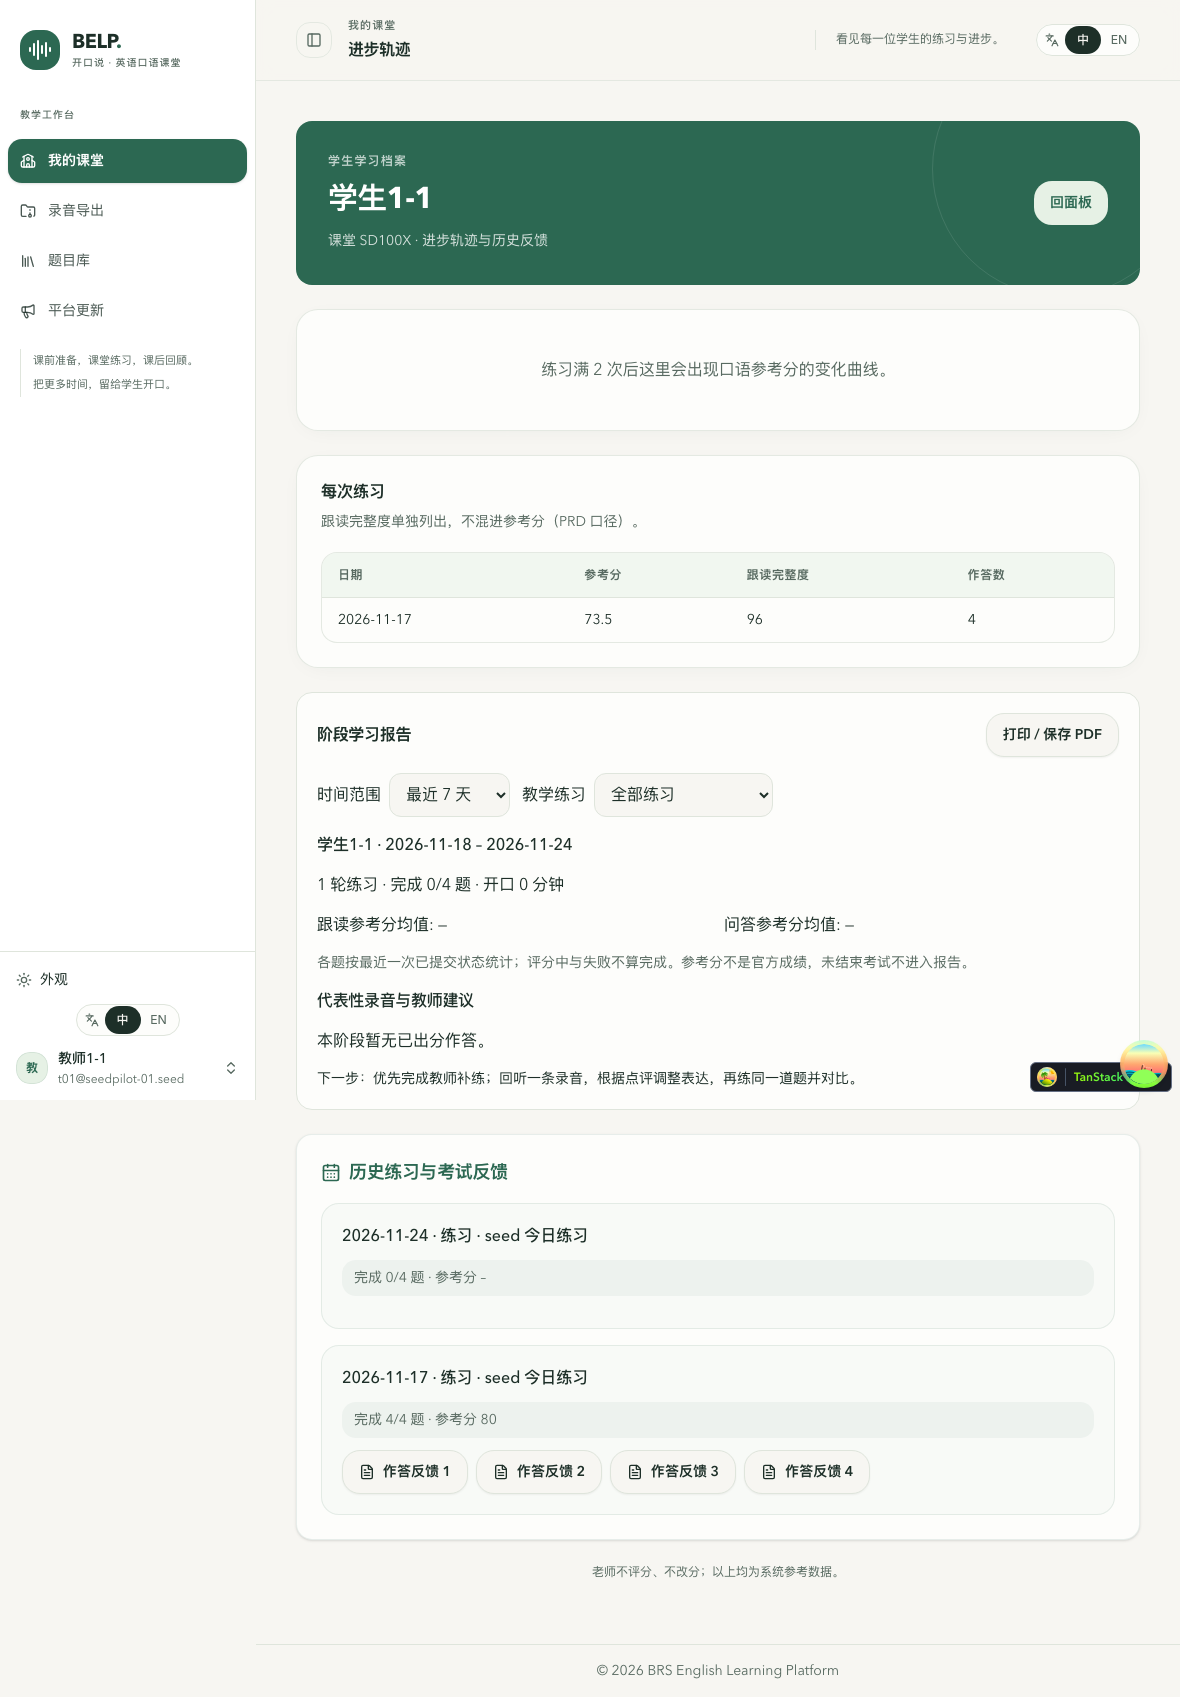 BELP.
开口说 · 英语口语课堂
教学工作台
我的课堂
录音导出
题目库
平台更新
课前准备，课堂练习，课后回顾。
把更多时间，留给学生开口。
外观
中 EN
教
教师1-1
t01@seedpilot-01.seed
我的课堂
进步轨迹
看见每一位学生的练习与进步。
中 EN
学生学习档案
学生1-1
课堂 SD100X · 进步轨迹与历史反馈
回面板
练习满 2 次后这里会出现口语参考分的变化曲线。
每次练习
跟读完整度单独列出，不混进参考分（PRD 口径）。
日期 参考分 跟读完整度 作答数
2026-11-17 73.5 96 4
阶段学习报告
打印 / 保存 PDF
时间范围 最近 7 天 教学练习 全部练习
学生1-1 · 2026-11-18 – 2026-11-24
1 轮练习 · 完成 0/4 题 · 开口 0 分钟
跟读参考分均值: — 问答参考分均值: —
各题按最近一次已提交状态统计；评分中与失败不算完成。参考分不是官方成绩，未结束考试不进入报告。
代表性录音与教师建议
本阶段暂无已出分作答。
下一步：优先完成教师补练；回听一条录音，根据点评调整表达，再练同一道题并对比。
TanStack
历史练习与考试反馈
2026-11-24 · 练习 · seed 今日练习
完成 0/4 题 · 参考分 –
2026-11-17 · 练习 · seed 今日练习
完成 4/4 题 · 参考分 80
作答反馈 1 作答反馈 2 作答反馈 3 作答反馈 4
老师不评分、不改分；以上均为系统参考数据。
© 2026 BRS English Learning Platform